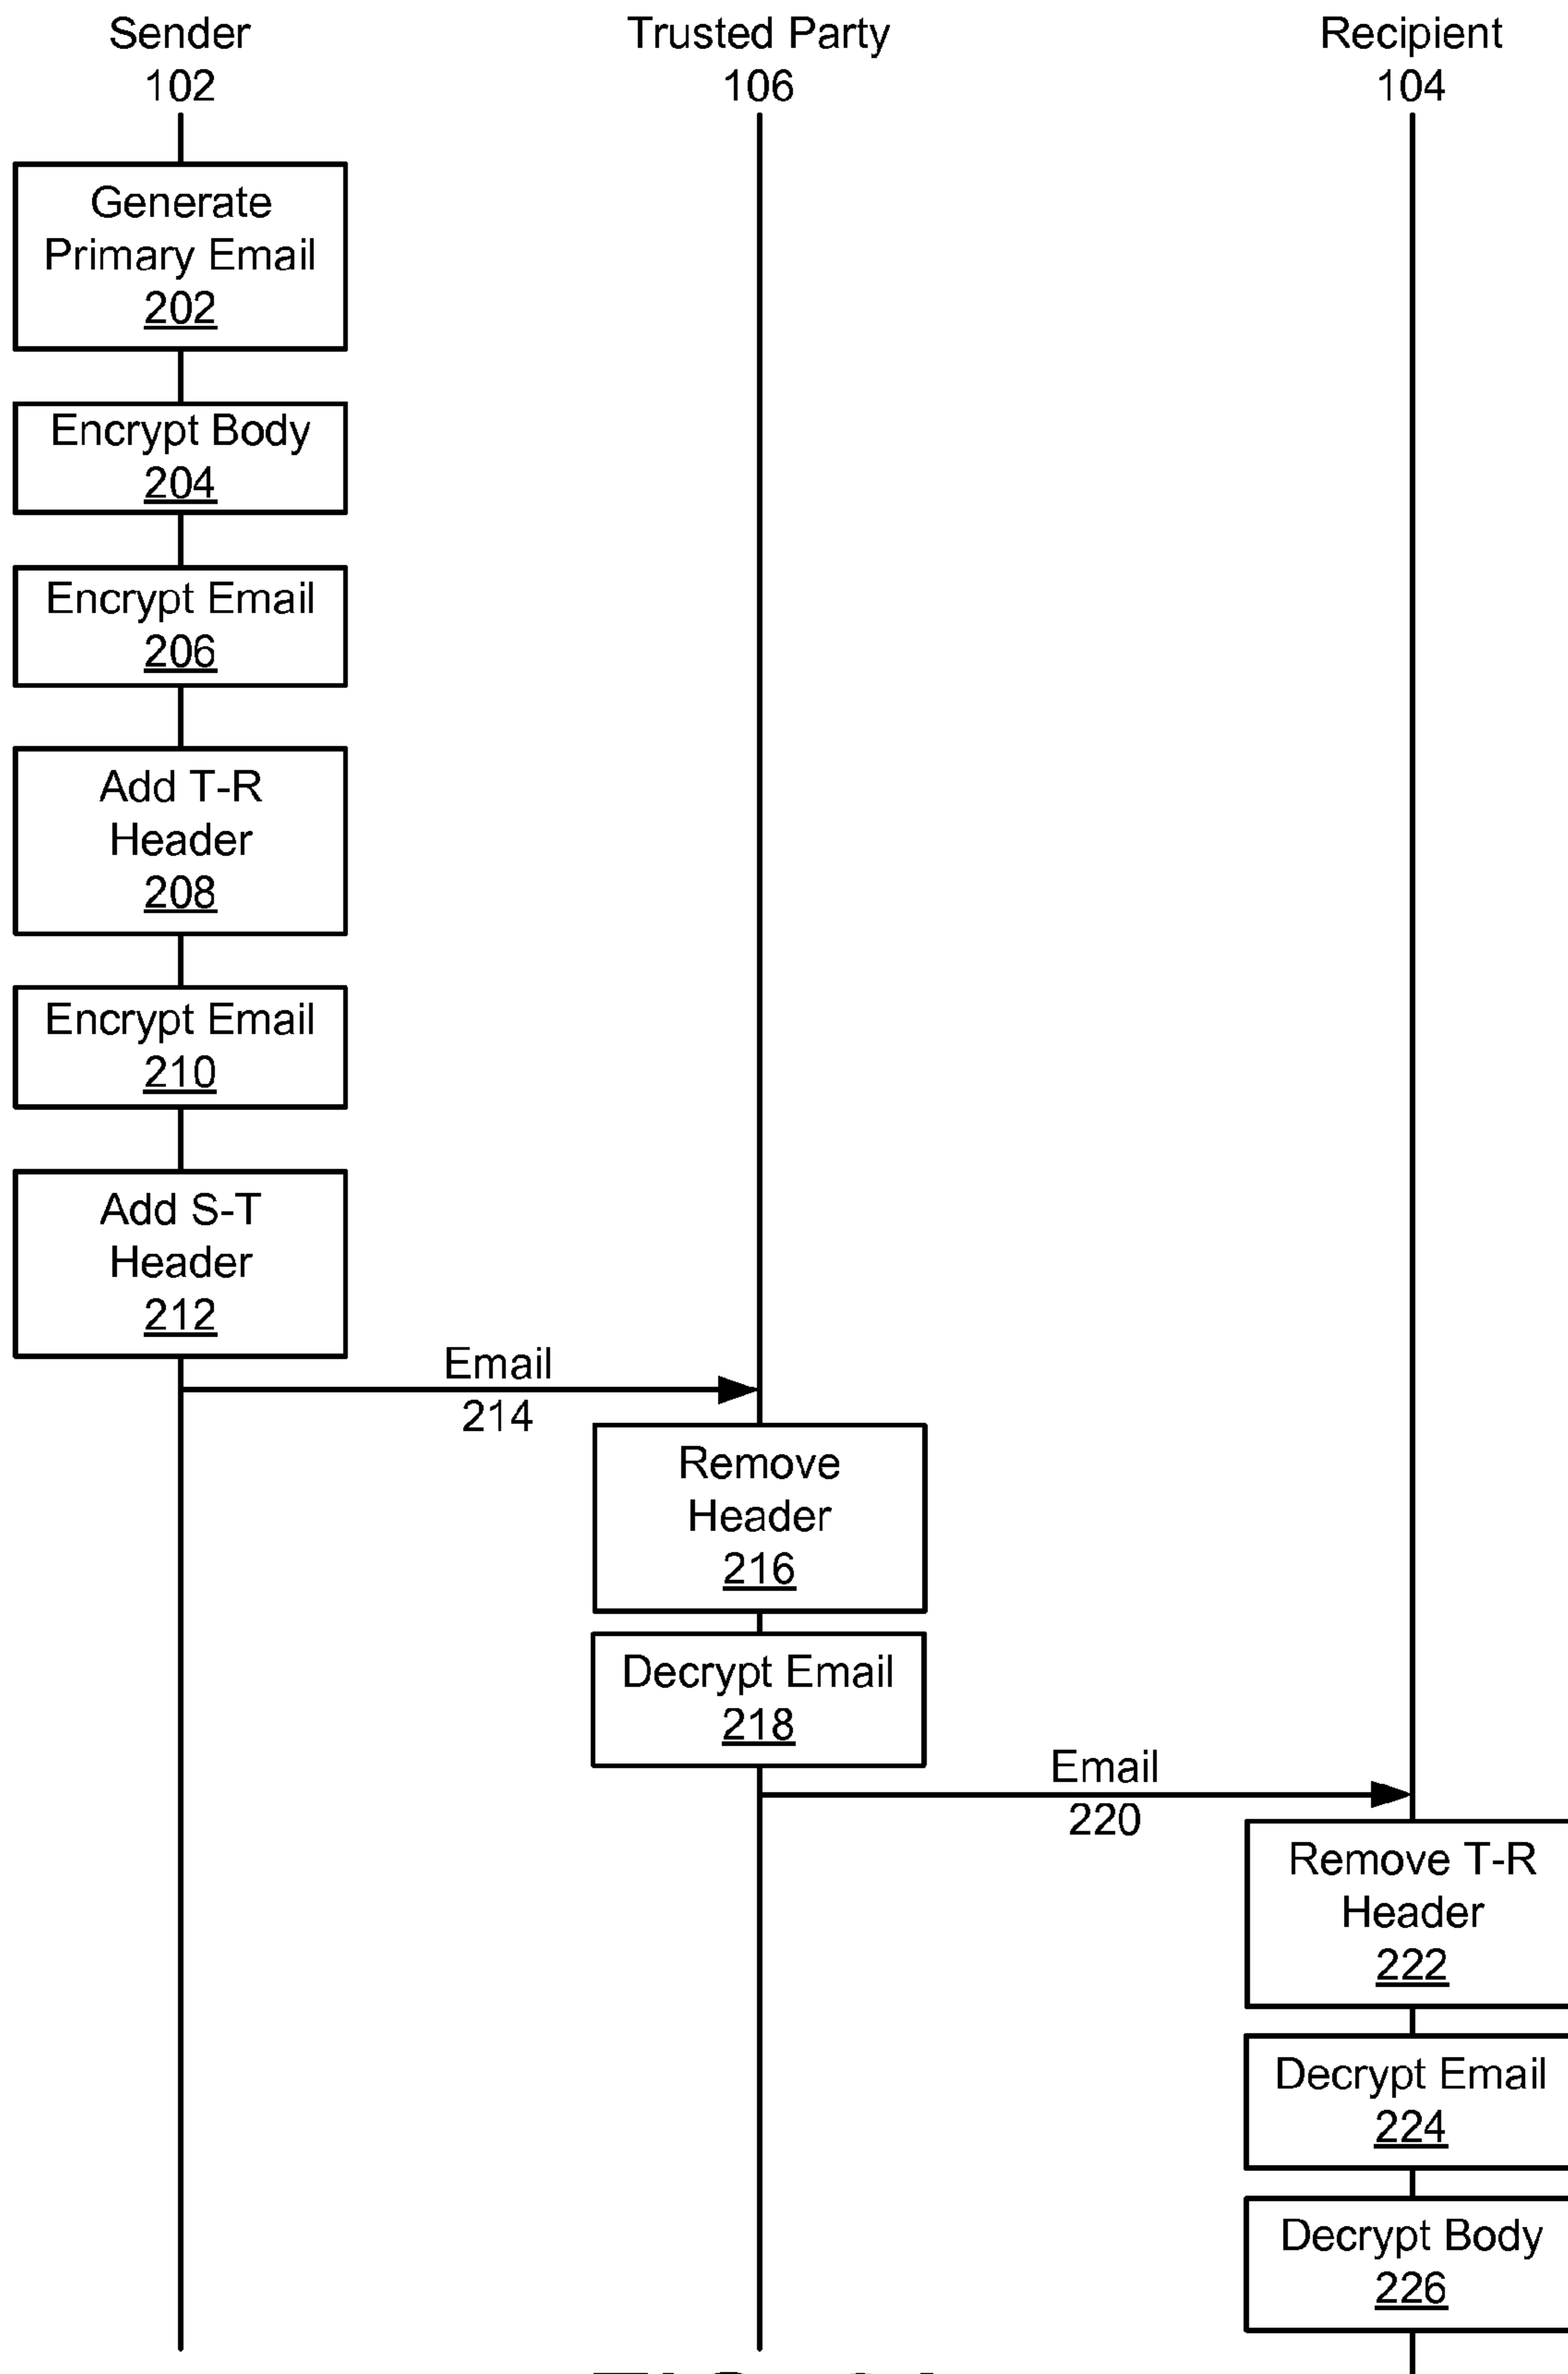 Sender
102
Trusted Party
106
Recipient
104
Generate
Primary Email
202
Encrypt Body
204
Encrypt Email
206
Add T-R
Header
208
Encrypt Email
210
Add S-T
Header
212
Email
214
Remove
Header
216
Decrypt Email
218
Email
220
Remove T-R
Header
222
Decrypt Email
224
Decrypt Body
226